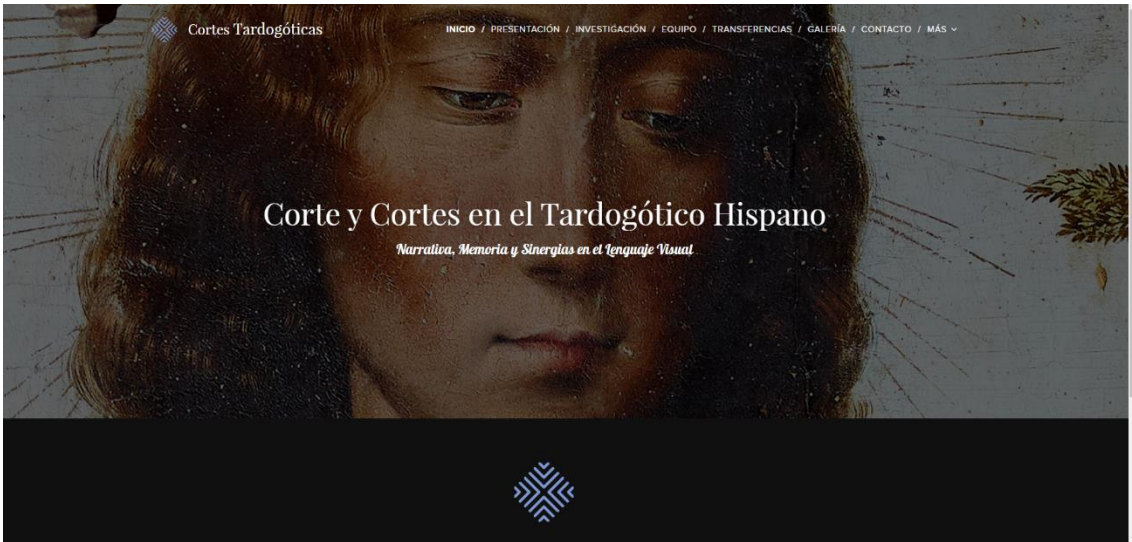 Cortes Tardogóticas
INICIO / PRESENTACIÓN / INVESTIGACIÓN / EQUIPO / TRANSFERENCIAS / GALERÍA / CONTACTO / MÁS
Corte y Cortes en el Tardogótico Hispano
Narrativa, Memoria y Sinergias en el Lenguaje Visual